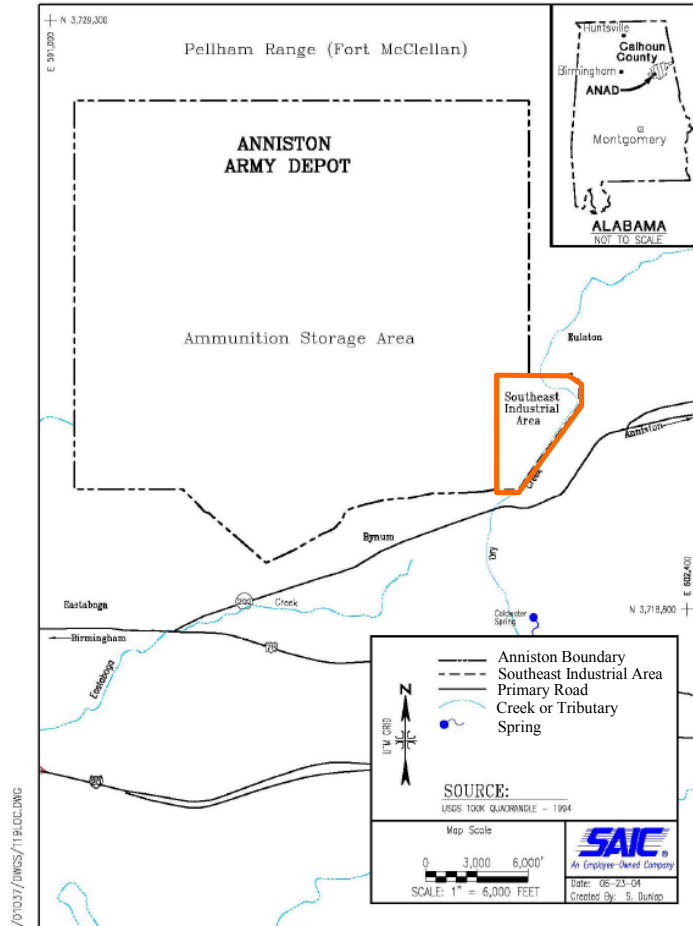 N 3,729,300
E 591,000
Pellham Range (Fort McClellan)
Huntsville
Calhoun
County
Birmingham
ANAD
Montgomery
ALABAMA
NOT TO SCALE
ANNISTON
ARMY DEPOT
Ammunition Storage Area
Eulaton
Southeast
Industrial
Area
Anniston
Creek
Bynum
Dry
E 602,400
Eastaboga
202
Creek
Coldwater
Spring
N 3,718,800
Birmingham
78
Eastaboga
20
Anniston Boundary
Southeast Industrial Area
Primary Road
Creek or Tributary
Spring
N
UTM GRID
SOURCE:
USGS 100K QUADRANGLE - 1994
Map Scale
0 3,000 6,000'
SCALE: 1" = 6,000 FEET
SAIC®
An Employee-Owned Company
Date: 06-23-04
Created By: S. Dunlop
/01037/DWGS/T19LOC.DWG